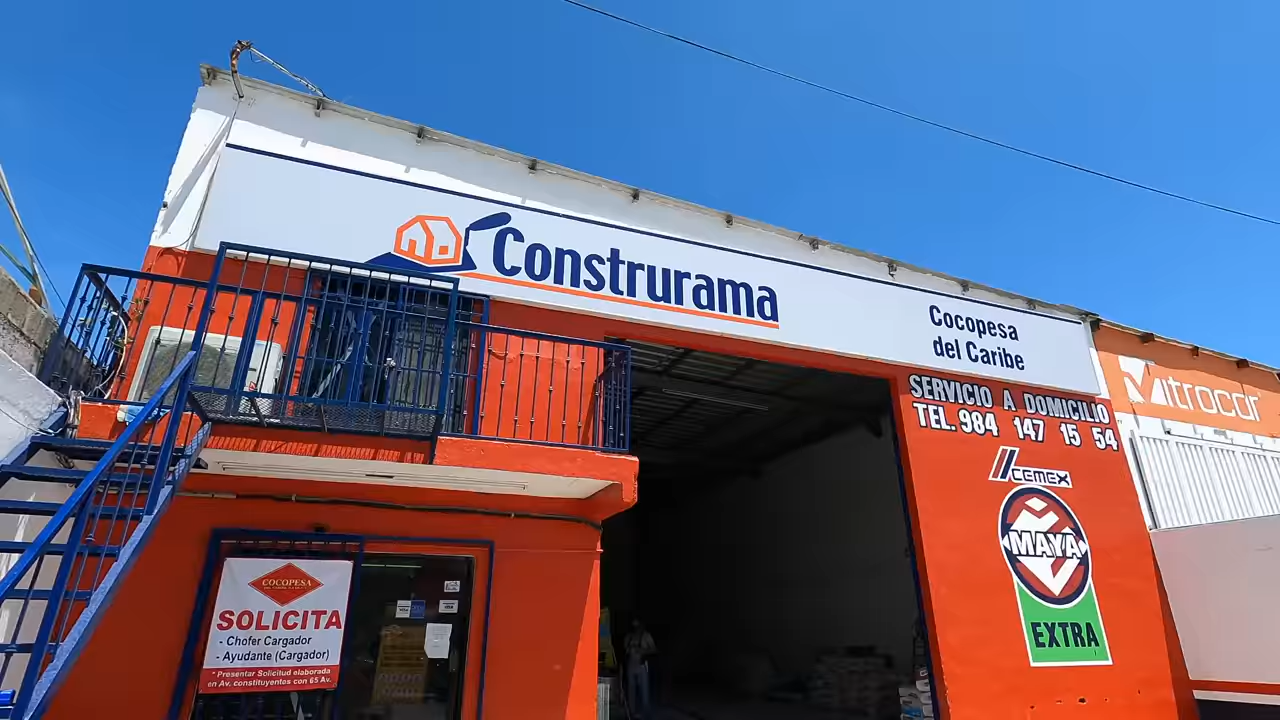 Construrama
Cocopesa
del Caribe
SERVICIO A DOMICILIO
TEL. 984 147 15 54
CEMEX
MAYA
EXTRA
Vitrocar
COCOPESA
SOLICITA
- Chofer Cargador
- Ayudante (Cargador)
* Presentar Solicitud elaborada
en Av. constituyentes con 65 Av.